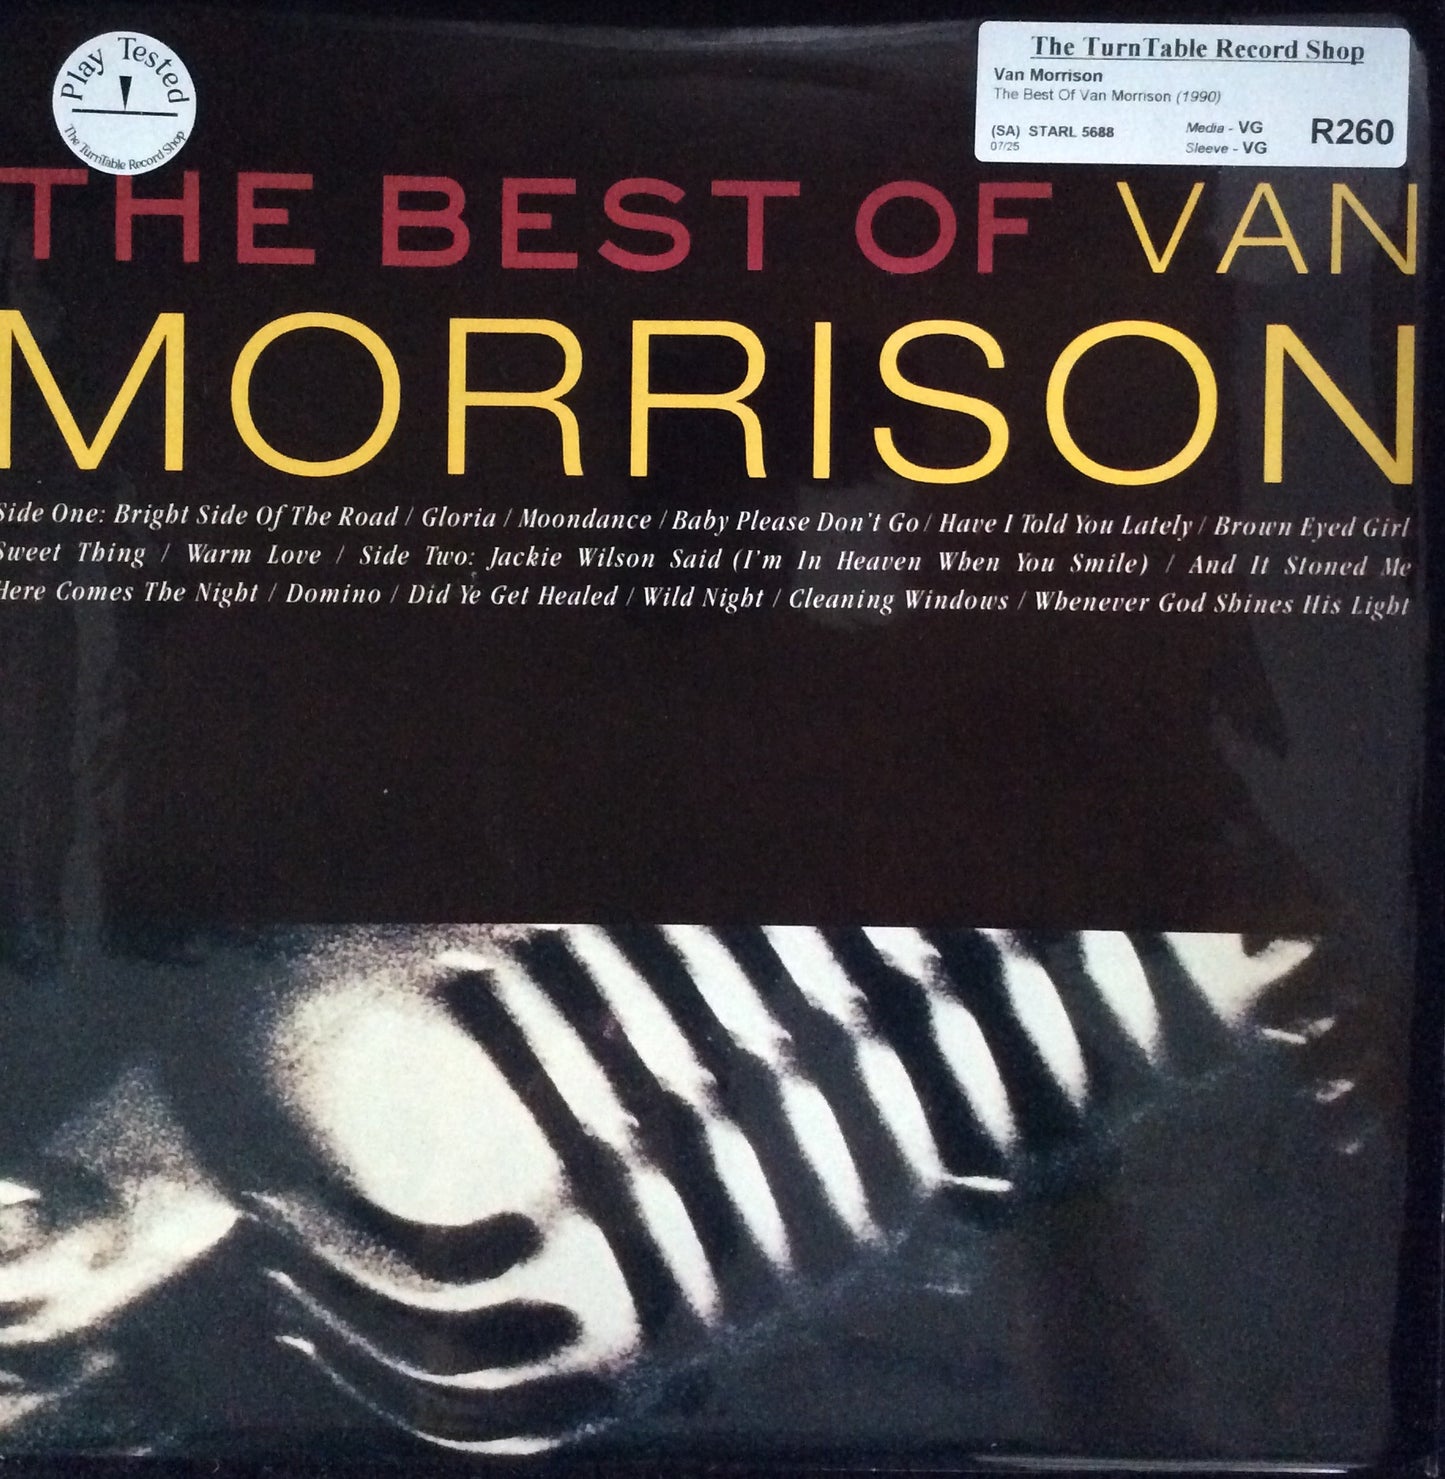 Play Tested
The TurnTable Record Shop
The TurnTable Record Shop
Van Morrison
The Best Of Van Morrison (1990)
(SA) STARL 5688
07/25
Media - VG
Sleeve - VG
R260
THE BEST OF VAN
MORRISON
Side One: Bright Side Of The Road / Gloria / Moondance / Baby Please Don't Go / Have I Told You Lately / Brown Eyed Girl
Sweet Thing / Warm Love / Side Two: Jackie Wilson Said (I'm In Heaven When You Smile) / And It Stoned Me
Here Comes The Night / Domino / Did Ye Get Healed / Wild Night / Cleaning Windows / Whenever God Shines His Light